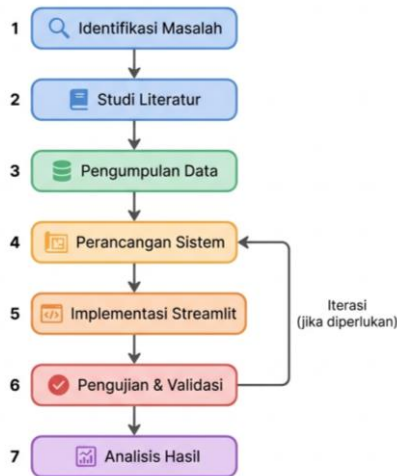 1 Identifikasi Masalah
2 Studi Literatur
3 Pengumpulan Data
4 Perancangan Sistem
5 Implementasi Streamlit
Iterasi
(jika diperlukan)
6 Pengujian & Validasi
7 Analisis Hasil